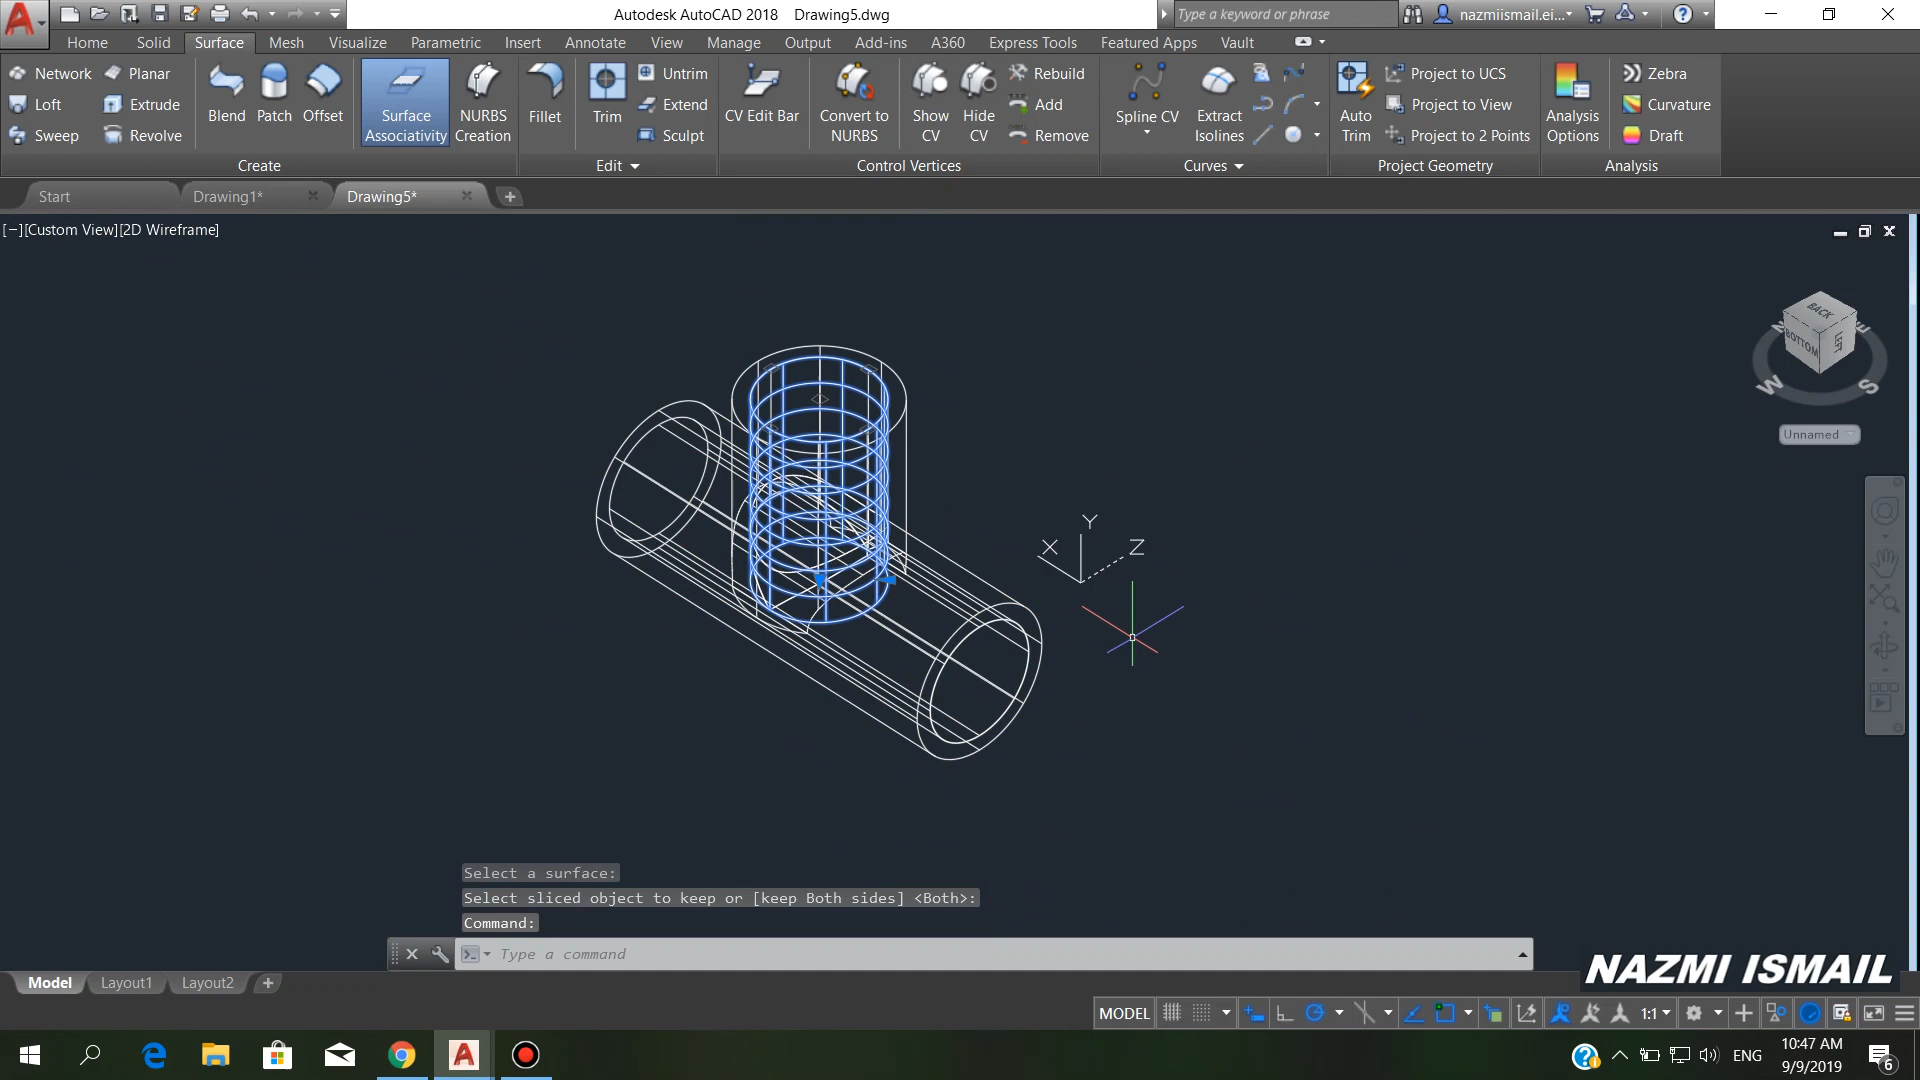 Autodesk AutoCAD 2018 Drawing5.dwg
Type a keyword or phrase
nazmiismail.ei...
Home Solid Surface Mesh Visualize Parametric Insert Annotate View Manage Output Add-ins A360 Express Tools Featured Apps Vault
Network Planar
Loft Extrude
Sweep Revolve
Blend Patch Offset
Surface
Associativity
NURBS
Creation
Fillet
Trim
Untrim
Extend
Sculpt
CV Edit Bar
Convert to
NURBS
Show
CV
Hide
CV
Rebuild
Add
Remove
Spline CV
Extract
Isolines
Auto
Trim
Project to UCS
Project to View
Project to 2 Points
Analysis
Options
Zebra
Curvature
Draft
Create Edit Control Vertices Curves Project Geometry Analysis
Start Drawing1* Drawing5*
[−][Custom View][2D Wireframe]
BACK
BOTTOM
LEFT
N
E
W
S
Unnamed
Y
X
Z
Select a surface:
Select sliced object to keep or [keep Both sides] <Both>:
Command:
Type a command
NAZMI ISMAIL
Model Layout1 Layout2
MODEL
1:1
ENG
10:47 AM
9/9/2019
6